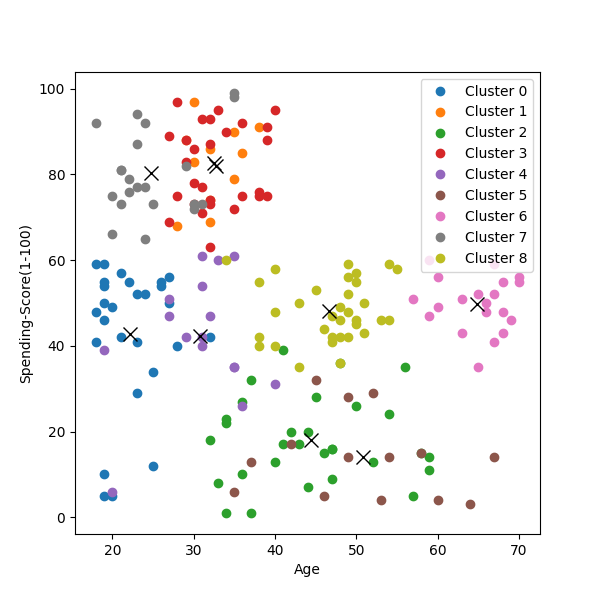 100
80
60
40
20
0
Spending-Score(1-100)
20 30 40 50 60 70
Age
Cluster 0
Cluster 1
Cluster 2
Cluster 3
Cluster 4
Cluster 5
Cluster 6
Cluster 7
Cluster 8